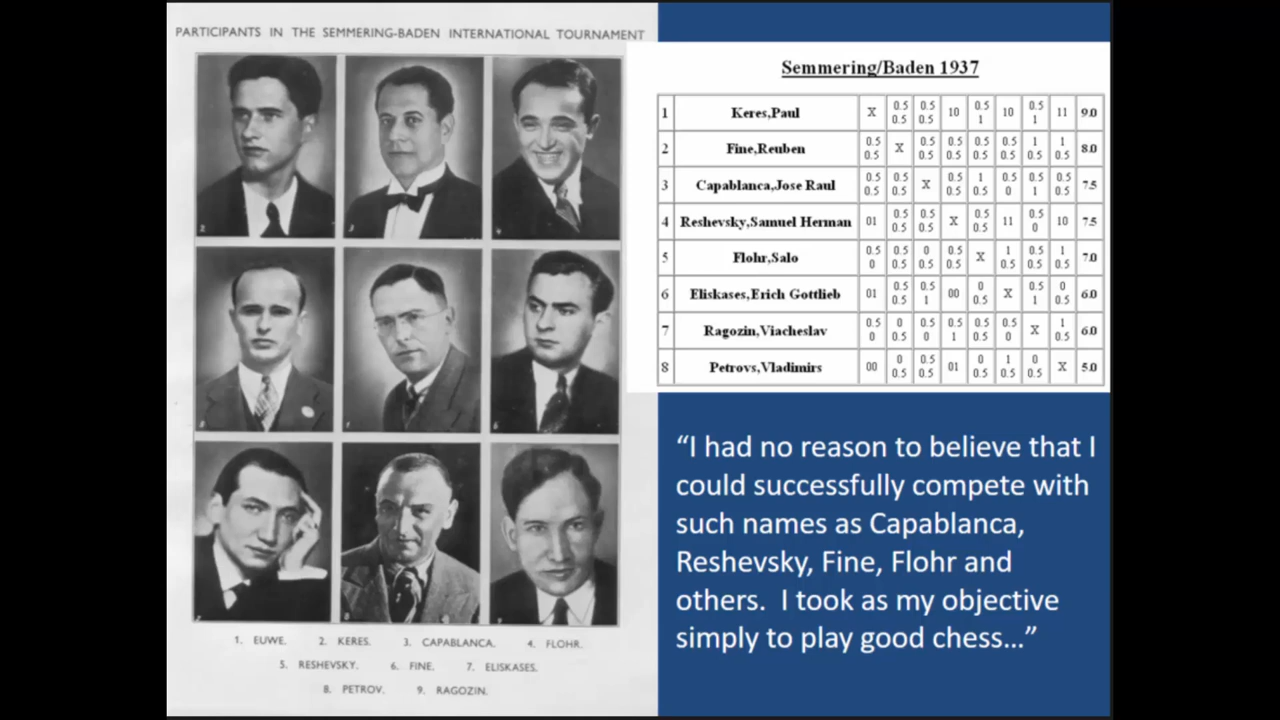 PARTICIPANTS IN THE SEMMERING-BADEN INTERNATIONAL TOURNAMENT
2
3
4
5
1
6
7
8
9
1. EUWE. 2. KERES. 3. CAPABLANCA. 4. FLOHR.
5. RESHEVSKY. 6. FINE. 7. ELISKASES.
8. PETROV. 9. RAGOZIN.
Semmering/Baden 1937
1 Keres,Paul X 0.5 0.5 0.5 0.5 10 0.5 1 10 0.5 1 11 9.0
2 Fine,Reuben 0.5 0.5 X 0.5 0.5 0.5 0.5 0.5 0.5 0.5 0.5 1 0.5 1 0.5 8.0
3 Capablanca,Jose Raul 0.5 0.5 0.5 0.5 X 0.5 0.5 1 0.5 0.5 0 0.5 1 0.5 0.5 7.5
4 Reshevsky,Samuel Herman 01 0.5 0.5 0.5 0.5 X 0.5 0.5 11 0.5 0 10 7.5
5 Flohr,Salo 0.5 0 0.5 0.5 0 0.5 0.5 0.5 X 1 0.5 0.5 0.5 1 0.5 7.0
6 Eliskases,Erich Gottlieb 01 0.5 0.5 0.5 1 00 0 0.5 X 0.5 1 0 0.5 6.0
7 Ragozin,Viacheslav 0.5 0 0 0.5 0.5 0 0.5 1 0.5 0.5 0.5 0 X 1 0.5 6.0
8 Petrovs,Vladimirs 00 0 0.5 0.5 0.5 01 0 0.5 1 0.5 0 0.5 X 5.0
“I had no reason to believe that I
could successfully compete with
such names as Capablanca,
Reshevsky, Fine, Flohr and
others. I took as my objective
simply to play good chess…”